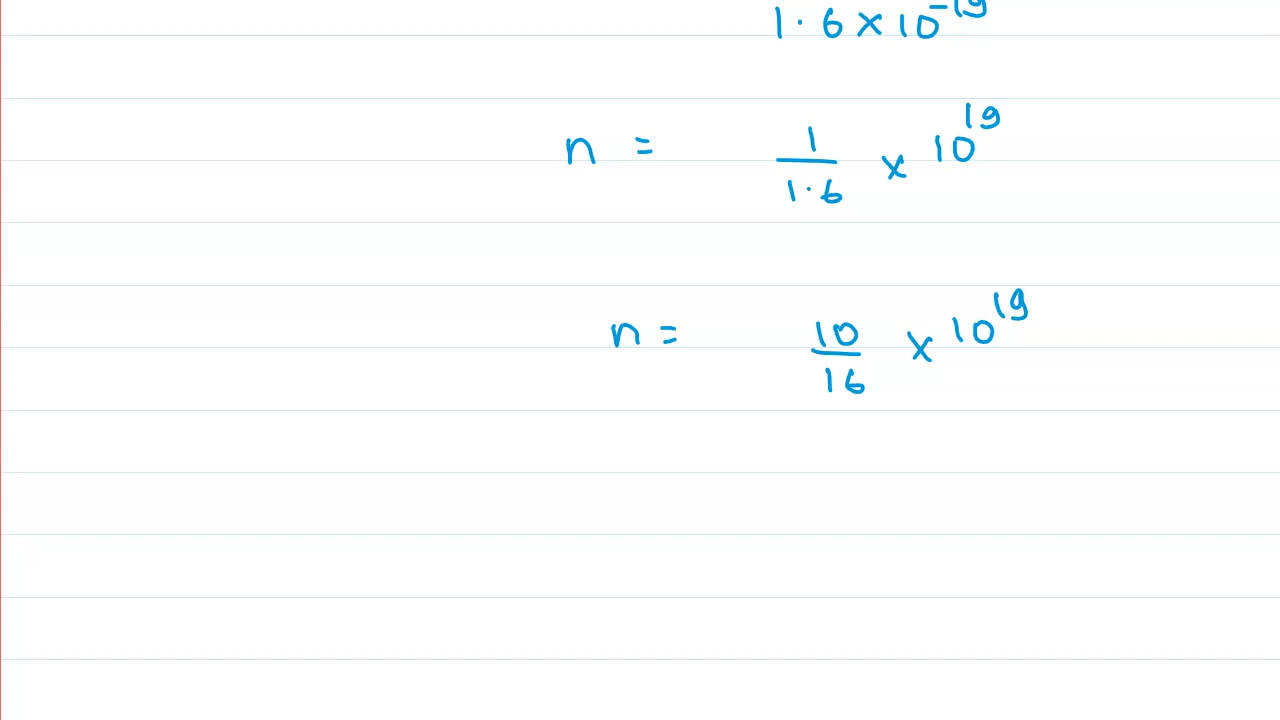 1.6 × 10⁻¹⁹
n = 1/1.6 × 10¹⁹
n = 10/16 × 10¹⁹